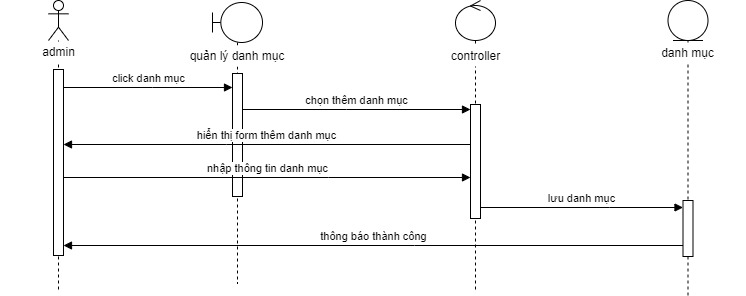 admin
quản lý danh mục
controller
danh mục
click danh mục
chọn thêm danh mục
hiển thị form thêm danh mục
nhập thông tin danh mục
lưu danh mục
thông báo thành công